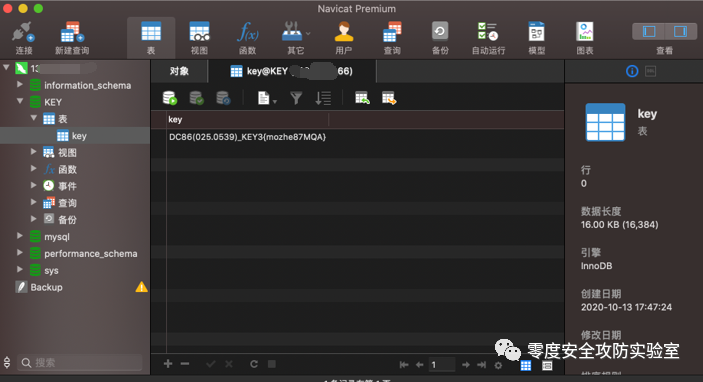 Navicat Premium
连接
新建查询
表
视图
函数
其它
用户
查询
备份
自动运行
模型
图表
查看
对象
key@KEY
66)
information_schema
KEY
表
key
视图
函数
事件
查询
备份
mysql
performance_schema
sys
Backup
搜索
key
DC86(025.0539)_KEY3{mozhe87MQA}
1
key
表
行
0
数据长度
16.00 KB (16,384)
引擎
InnoDB
创建日期
2020-10-13 17:47:24
修改日期
零度安全攻防实验室